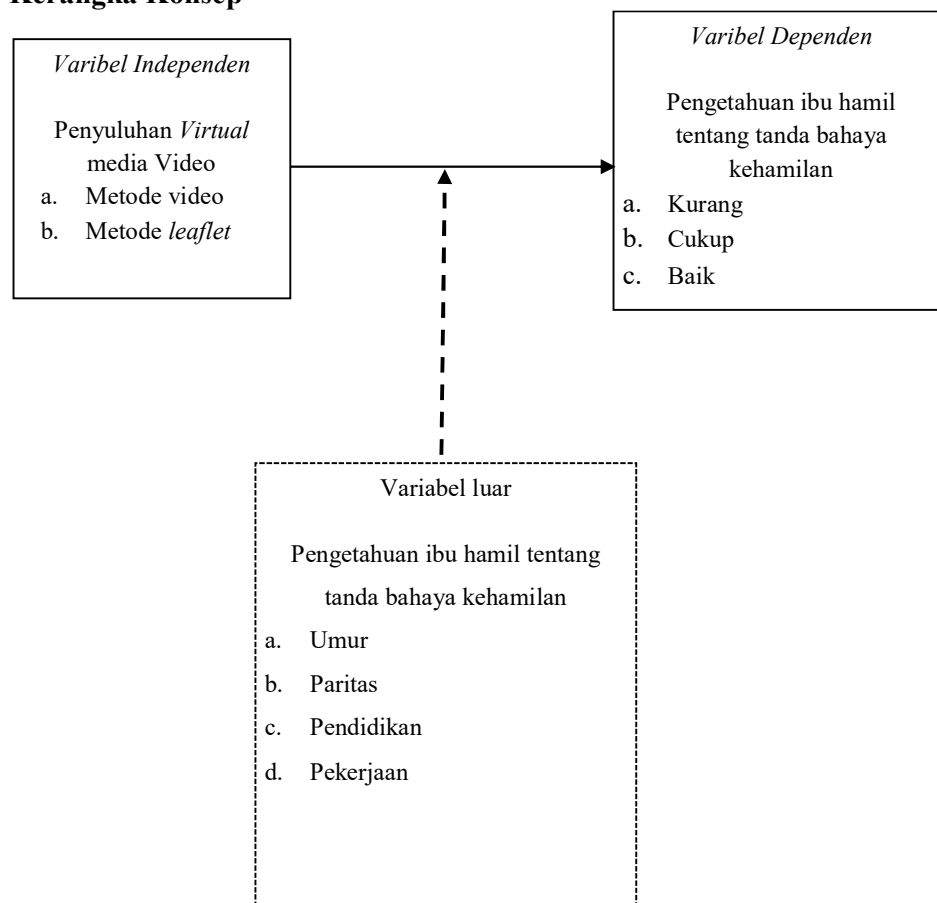 Kerangka Konsep
Varibel Independen
Penyuluhan Virtual
media Video
a. Metode video
b. Metode leaflet
Varibel Dependen
Pengetahuan ibu hamil
tentang tanda bahaya
kehamilan
a. Kurang
b. Cukup
c. Baik
Variabel luar
Pengetahuan ibu hamil tentang
tanda bahaya kehamilan
a. Umur
b. Paritas
c. Pendidikan
d. Pekerjaan